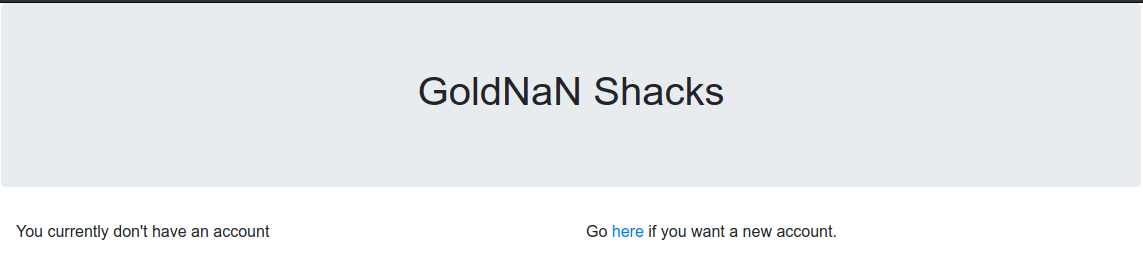 GoldNaN Shacks
You currently don't have an account
Go here if you want a new account.